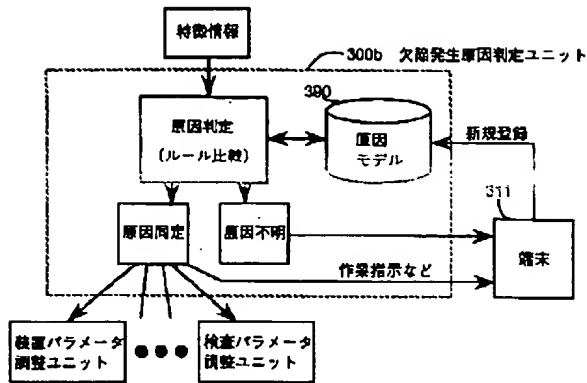 特徴情報
300b 欠陥発生原因判定ユニット
390
原因判定
(ルール比較)
原因
モデル
新規登録
311
端末
原因同定
原因不明
作業指示など
装置パラメータ
調整ユニット
検査パラメータ
調整ユニット